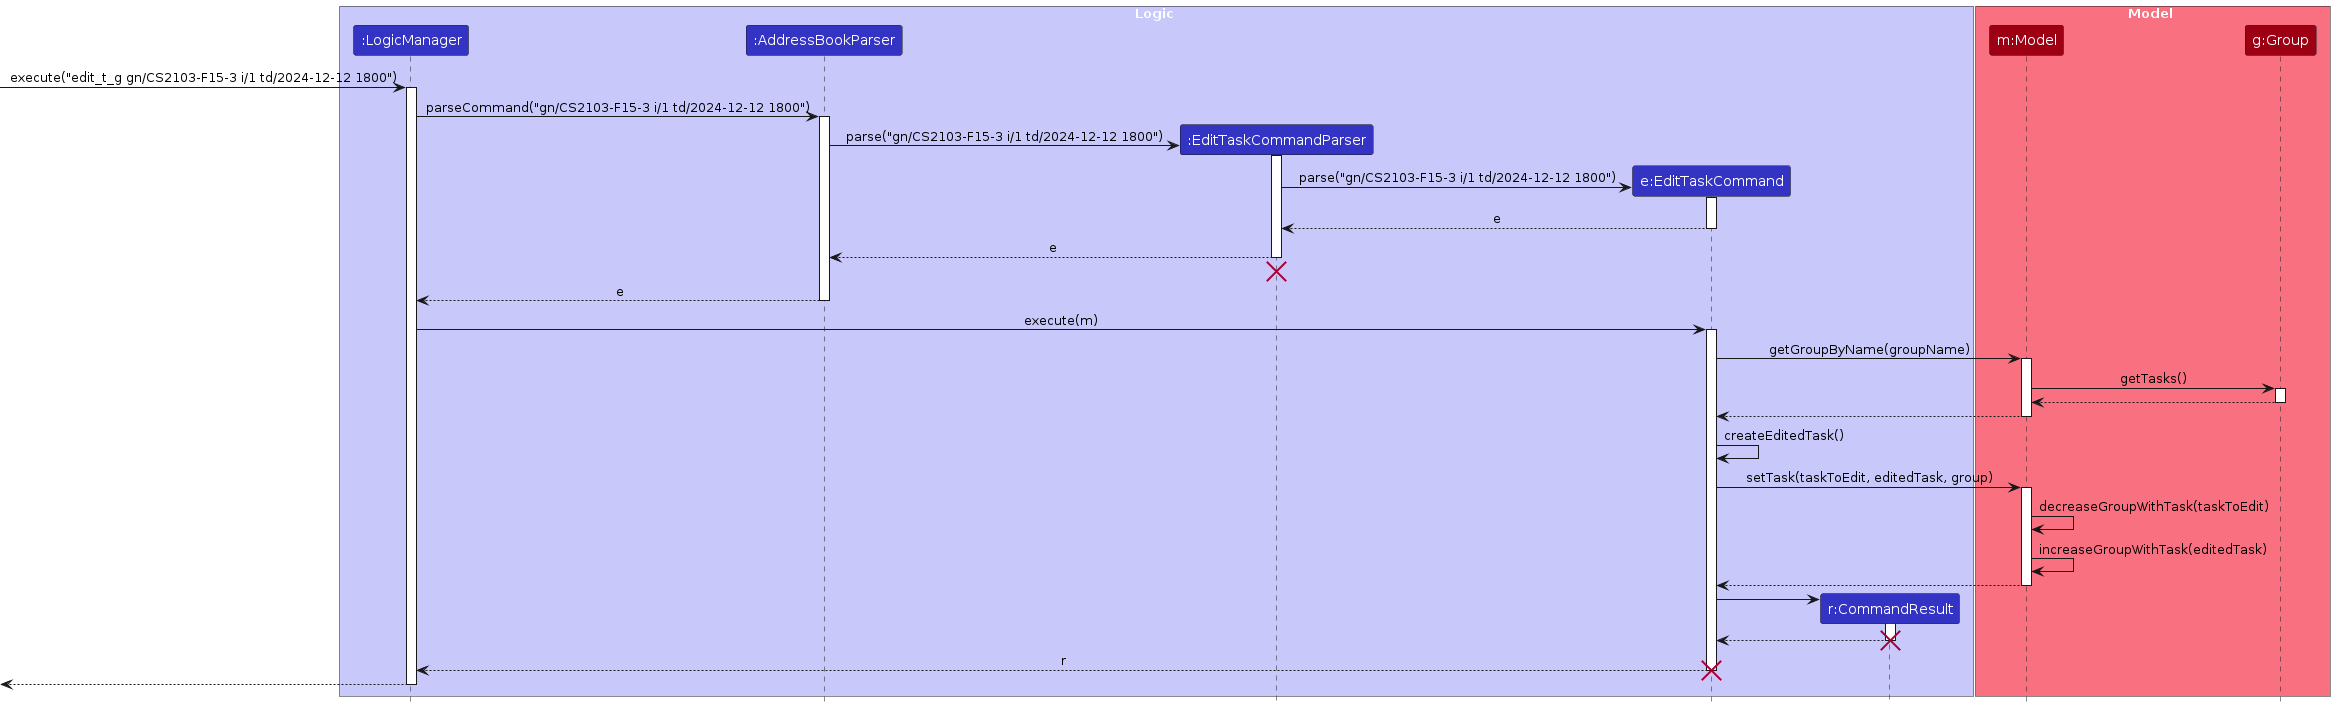 Logic
Model
:LogicManager
:AddressBookParser
m:Model
g:Group
execute("edit_t_g gn/CS2103-F15-3 i/1 td/2024-12-12 1800")
parseCommand("gn/CS2103-F15-3 i/1 td/2024-12-12 1800")
parse("gn/CS2103-F15-3 i/1 td/2024-12-12 1800")
:EditTaskCommandParser
parse("gn/CS2103-F15-3 i/1 td/2024-12-12 1800")
e:EditTaskCommand
e
e
e
execute(m)
getGroupByName(groupName)
getTasks()
createEditedTask()
setTask(taskToEdit, editedTask, group)
decreaseGroupWithTask(taskToEdit)
increaseGroupWithTask(editedTask)
r:CommandResult
r